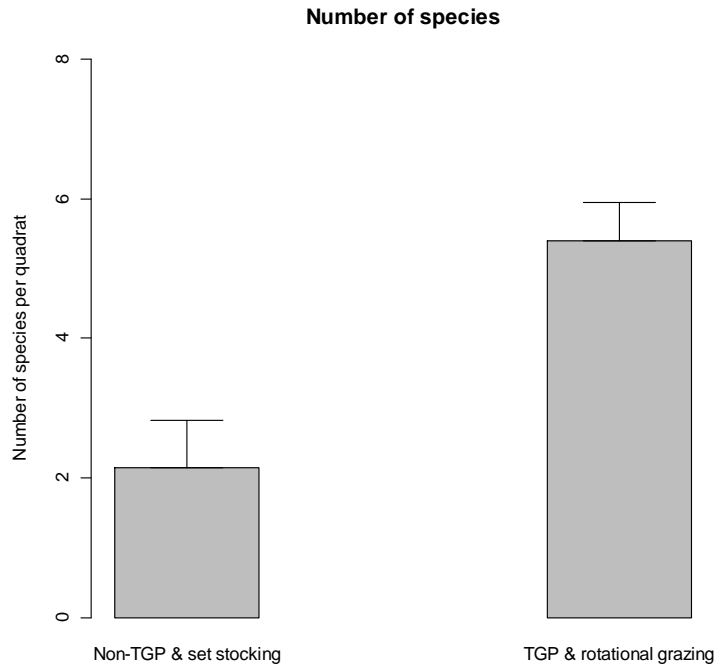 Number of species
Number of species per quadrat
8
6
4
2
0
Non-TGP & set stocking
TGP & rotational grazing